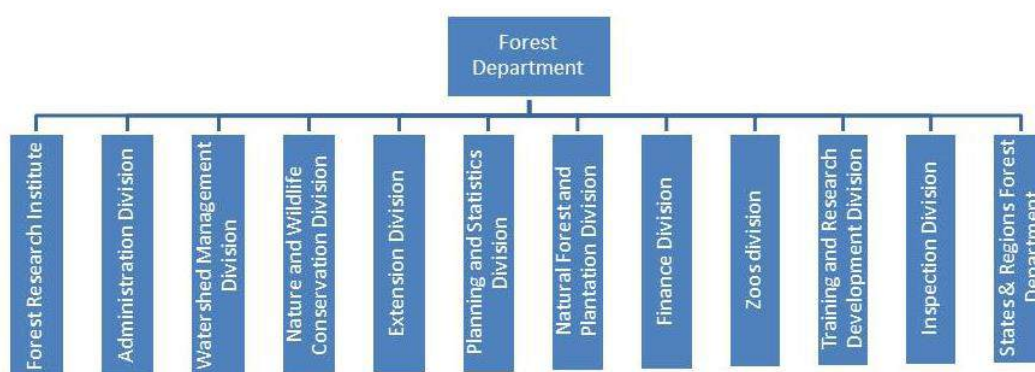 Forest
Department
Forest Research Institute
Administration Division
Watershed Management
Division
Nature and Wildlife
Conservation Division
Extension Division
Planning and Statistics
Division
Natural Forest and
Plantation Division
Finance Division
Zoos division
Training and Research
Development Division
Inspection Division
States & Regions Forest
Department